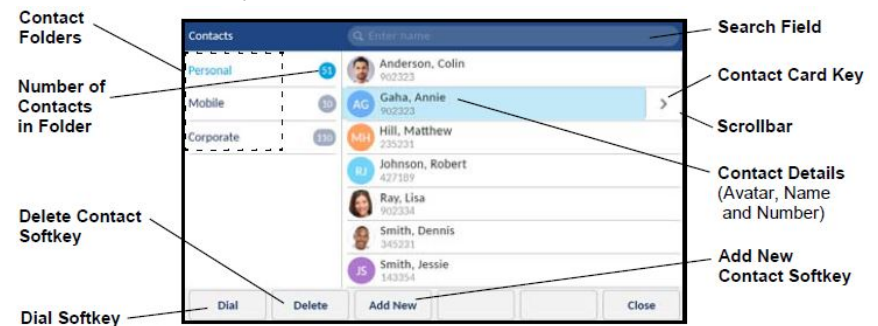 Contact
Folders
Number of
Contacts
in Folder
Delete Contact
Softkey
Dial Softkey
Contacts
Enter name
Personal 51
Mobile 10
Corporate 110
Anderson, Colin
902323
AG Gaha, Annie
902323
MH Hill, Matthew
235231
RJ Johnson, Robert
427189
Ray, Lisa
902334
Smith, Dennis
345231
JS Smith, Jessie
143354
Dial Delete Add New Close
Search Field
Contact Card Key
Scrollbar
Contact Details
(Avatar, Name
and Number)
Add New
Contact Softkey